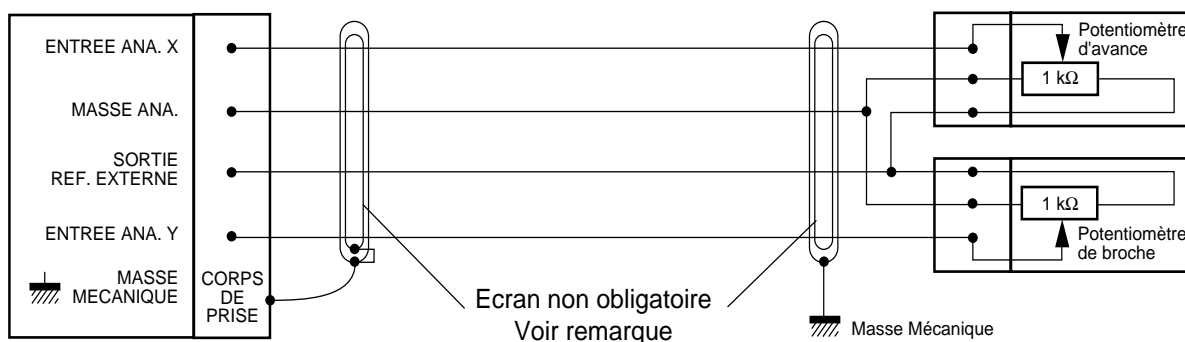 ENTREE ANA. X
MASSE ANA.
SORTIE
REF. EXTERNE
ENTREE ANA. Y
MASSE
MECANIQUE
CORPS
DE
PRISE
Ecran non obligatoire
Voir remarque
Masse Mécanique
Potentiomètre
d'avance
1 kΩ
1 kΩ
Potentiomètre
de broche